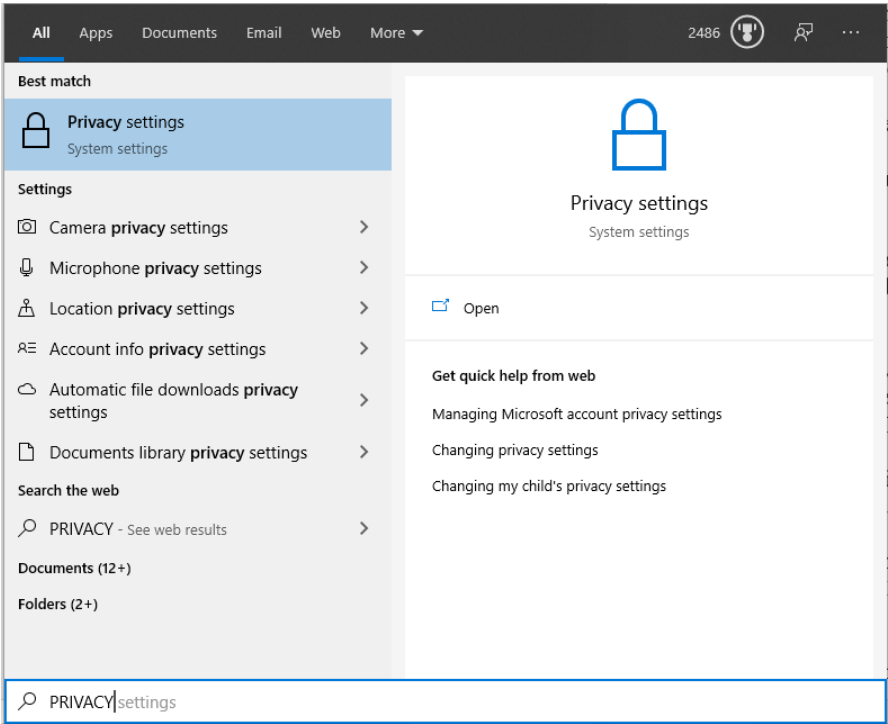 All Apps Documents Email Web More 2486 ...
Best match
Privacy settings
System settings
Settings
Camera privacy settings
Microphone privacy settings
Location privacy settings
Account info privacy settings
Automatic file downloads privacy
settings
Documents library privacy settings
Search the web
PRIVACY - See web results
Documents (12+)
Folders (2+)
Privacy settings
System settings
Open
Get quick help from web
Managing Microsoft account privacy settings
Changing privacy settings
Changing my child's privacy settings
PRIVACY settings